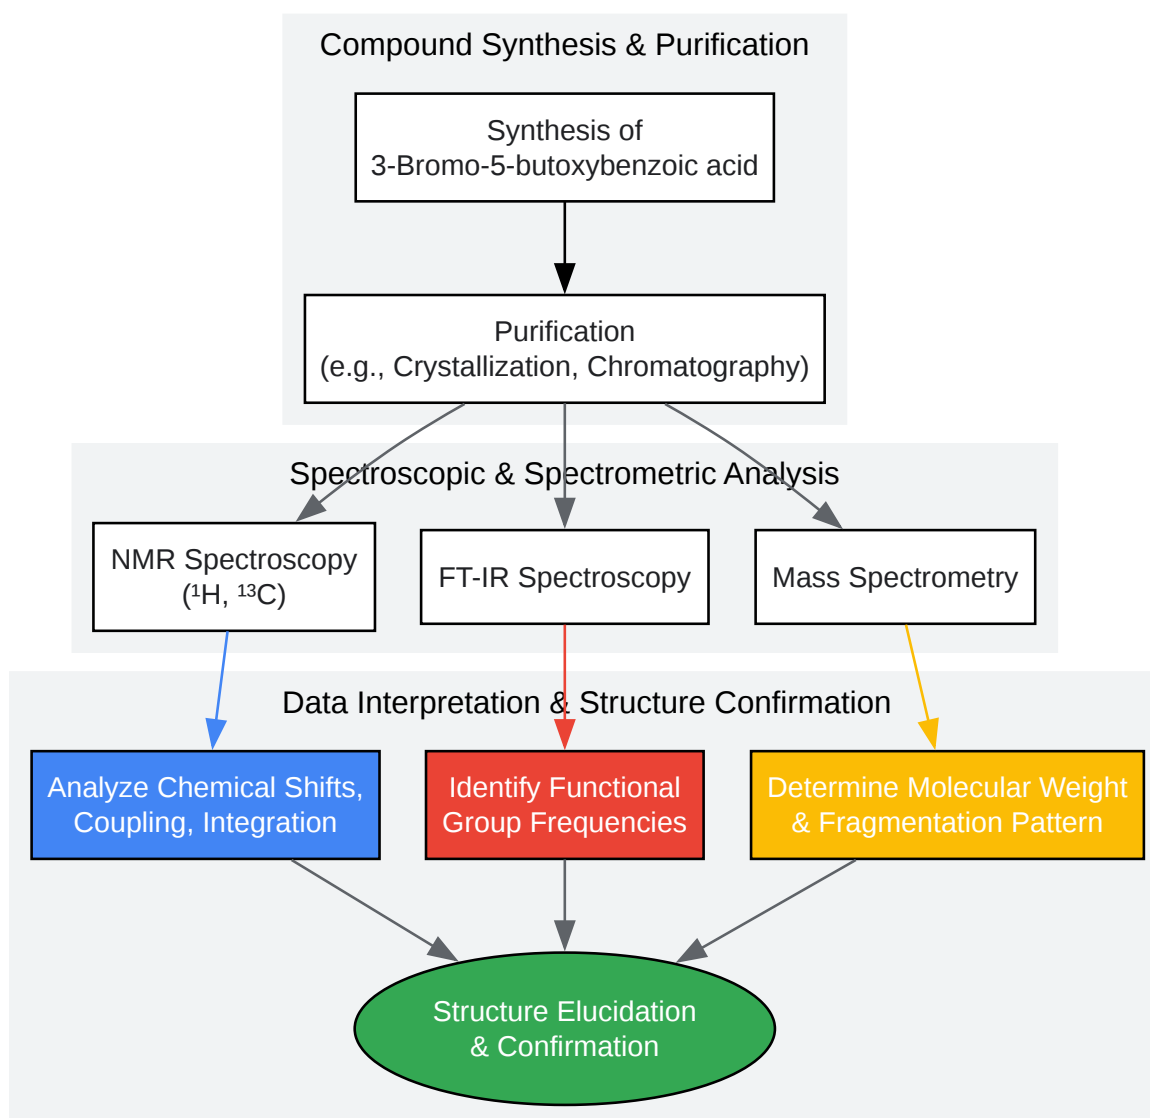 Compound Synthesis & Purification
Synthesis of
3-Bromo-5-butoxybenzoic acid
Purification
(e.g., Crystallization, Chromatography)
Spectroscopic & Spectrometric Analysis
NMR Spectroscopy
(¹H, ¹³C)
FT-IR Spectroscopy
Mass Spectrometry
Data Interpretation & Structure Confirmation
Analyze Chemical Shifts,
Coupling, Integration
Identify Functional
Group Frequencies
Determine Molecular Weight
& Fragmentation Pattern
Structure Elucidation
& Confirmation